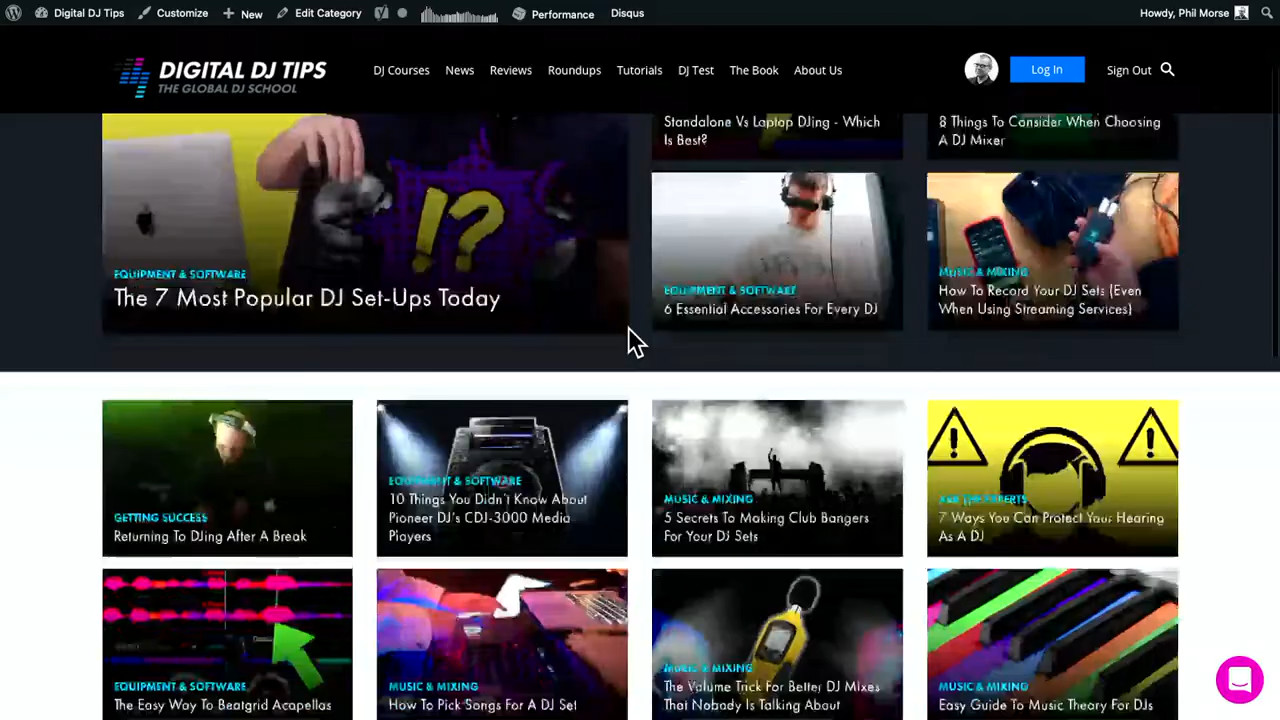 Digital DJ Tips Customize New Edit Category Performance Disqus Howdy, Phil Morse
DIGITAL DJ TIPS
THE GLOBAL DJ SCHOOL
DJ Courses News Reviews Roundups Tutorials DJ Test The Book About Us Log In Sign Out
!?
EQUIPMENT & SOFTWARE
The 7 Most Popular DJ Set-Ups Today
Standalone Vs Laptop DJing - Which
Is Best?
8 Things To Consider When Choosing
A DJ Mixer
EQUIPMENT & SOFTWARE
6 Essential Accessories For Every DJ
MUSIC & MIXING
How To Record Your DJ Sets (Even
When Using Streaming Services)
GETTING SUCCESS
Returning To DJing After A Break
EQUIPMENT & SOFTWARE
10 Things You Didn't Know About
Pioneer DJ's CDJ-3000 Media
Players
MUSIC & MIXING
5 Secrets To Making Club Bangers
For Your DJ Sets
ASK THE EXPERTS
7 Ways You Can Protect Your Hearing
As A DJ
EQUIPMENT & SOFTWARE
The Easy Way To Beatgrid Acapellas
MUSIC & MIXING
How To Pick Songs For A DJ Set
MUSIC & MIXING
The Volume Trick For Better DJ Mixes
That Nobody Is Talking About
MUSIC & MIXING
Easy Guide To Music Theory For DJs